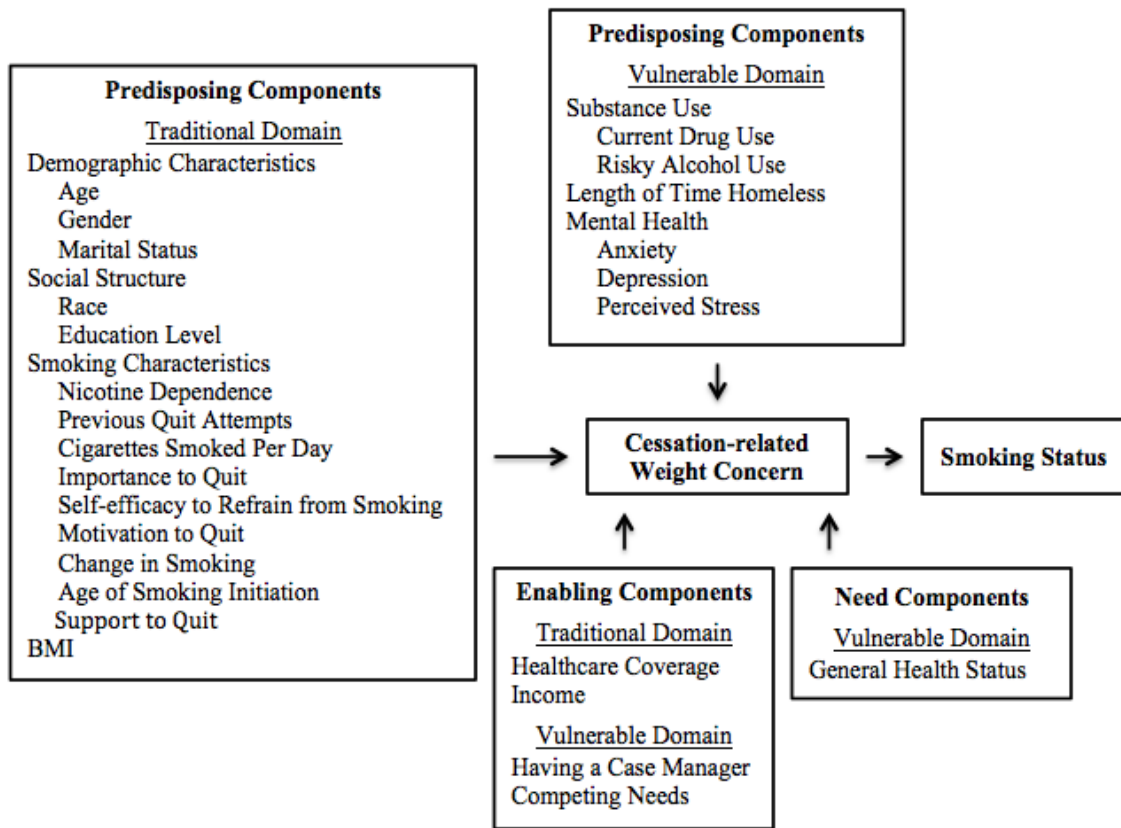 Predisposing Components
Traditional Domain
Demographic Characteristics
Age
Gender
Marital Status
Social Structure
Race
Education Level
Smoking Characteristics
Nicotine Dependence
Previous Quit Attempts
Cigarettes Smoked Per Day
Importance to Quit
Self-efficacy to Refrain from Smoking
Motivation to Quit
Change in Smoking
Age of Smoking Initiation
Support to Quit
BMI
Predisposing Components
Vulnerable Domain
Substance Use
Current Drug Use
Risky Alcohol Use
Length of Time Homeless
Mental Health
Anxiety
Depression
Perceived Stress
Cessation-related
Weight Concern
Smoking Status
Enabling Components
Traditional Domain
Healthcare Coverage
Income
Vulnerable Domain
Having a Case Manager
Competing Needs
Need Components
Vulnerable Domain
General Health Status